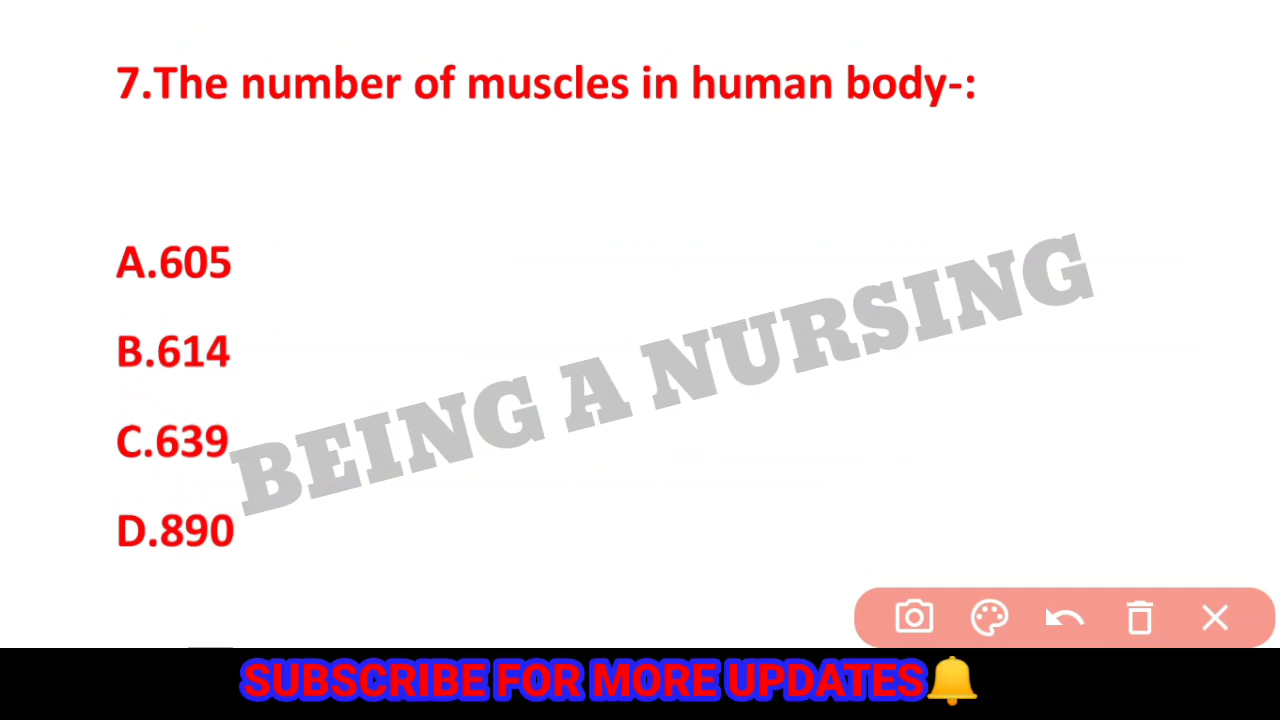 7.The number of muscles in human body-:
A.605
B.614
C.639
D.890
BEING A NURSING
SUBSCRIBE FOR MORE UPDATES🔔